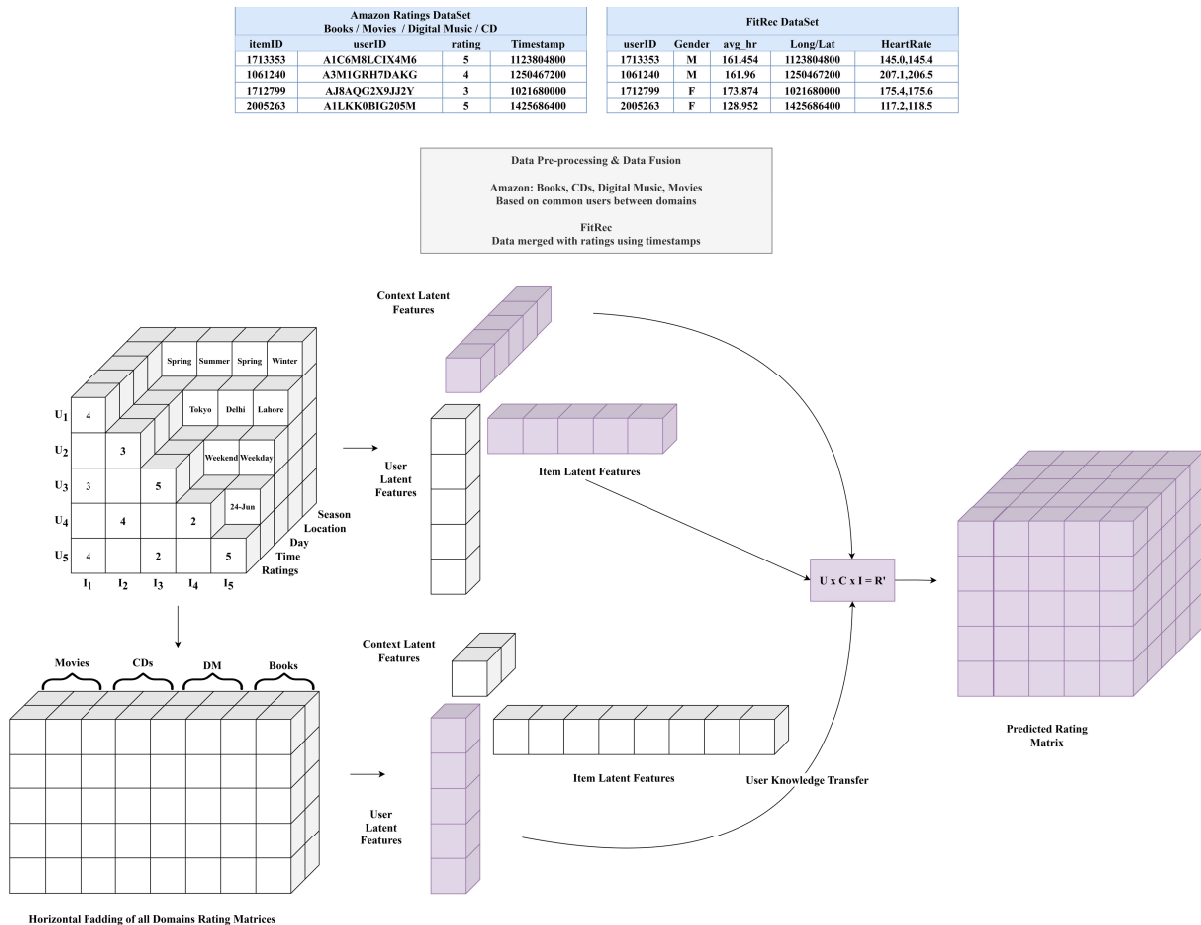 Amazon Ratings DataSet
Books / Movies / Digital Music / CD
itemID userID rating Timestamp
1713353 A1C6M8LCIX4M6 5 1123804800
1061240 A3M1GRH7DAKG 4 1250467200
1712799 AJ8AQG2X9JJ2Y 3 1021680000
2005263 A1LKK0BIG205M 5 1425686400
FitRec DataSet
userID Gender avg_hr Long/Lat HeartRate
1713353 M 161.454 1123804800 145.0,145.4
1061240 M 161.96 1250467200 207.1,206.5
1712799 F 173.874 1021680000 175.4,175.6
2005263 F 128.952 1425686400 117.2,118.5
Data Pre-processing & Data Fusion
Amazon: Books, CDs, Digital Music, Movies
Based on common users between domains
FitRec
Data merged with ratings using timestamps
Context Latent
Features
Spring Summer Spring Winter
Tokyo Delhi Lahore
Weekend Weekday
24-Jun
U1 4
U2 3
U3 3 5
U4 4 2
U5 4 2 5
I1 I2 I3 I4 I5
Season
Location
Day
Time
Ratings
User
Latent
Features
Item Latent Features
U x C x I = R'
Predicted Rating
Matrix
Movies CDs DM Books
Context Latent
Features
Item Latent Features
User Knowledge Transfer
User
Latent
Features
Horizontal Padding of all Domains Rating Matrices